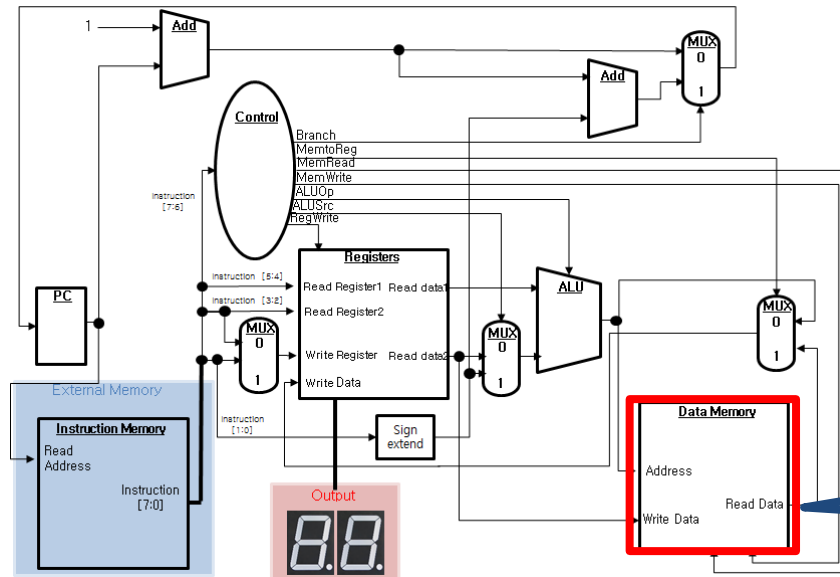 1
Add
MUX
0
1
Add
Control
Branch
MemtoReg
MemRead
MemWrite
ALUOp
ALUSrc
RegWrite
Instruction
[7:6]
Registers
Instruction [5:4]
Read Register1
Read data1
Instruction [3:2]
Read Register2
ALU
PC
MUX
0
1
Write Register
Read data2
Write Data
MUX
0
1
MUX
0
1
External Memory
Instruction Memory
Read
Address
Instruction
[7:0]
Instruction
[1:0]
Sign
extend
Output
8.8.
Data Memory
Address
Read Data
Write Data